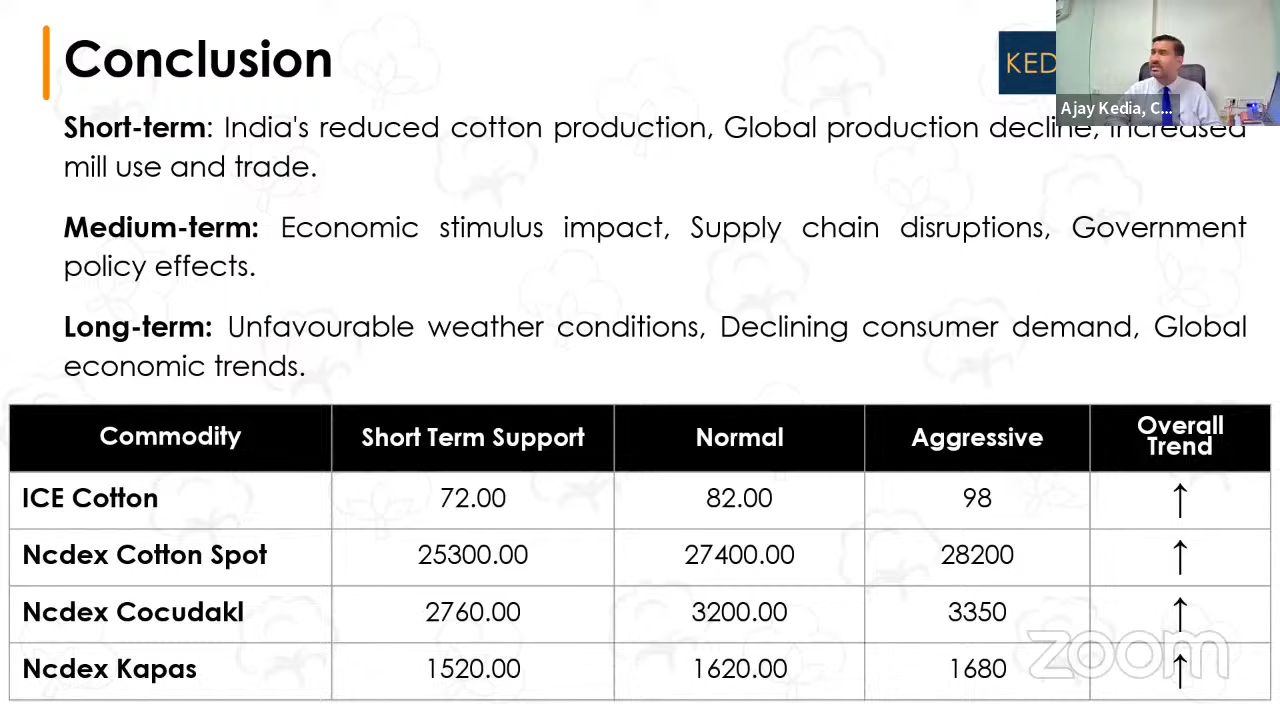 Conclusion
KED
Ajay Kedia, C...
Short-term: India's reduced cotton production, Global production decline, Increased
mill use and trade.
Medium-term: Economic stimulus impact, Supply chain disruptions, Government
policy effects.
Long-term: Unfavourable weather conditions, Declining consumer demand, Global
economic trends.
Commodity Short Term Support Normal Aggressive Overall Trend
ICE Cotton 72.00 82.00 98 ↑
Ncdex Cotton Spot 25300.00 27400.00 28200 ↑
Ncdex Cocudakl 2760.00 3200.00 3350 ↑
Ncdex Kapas 1520.00 1620.00 1680 ↑
zoom